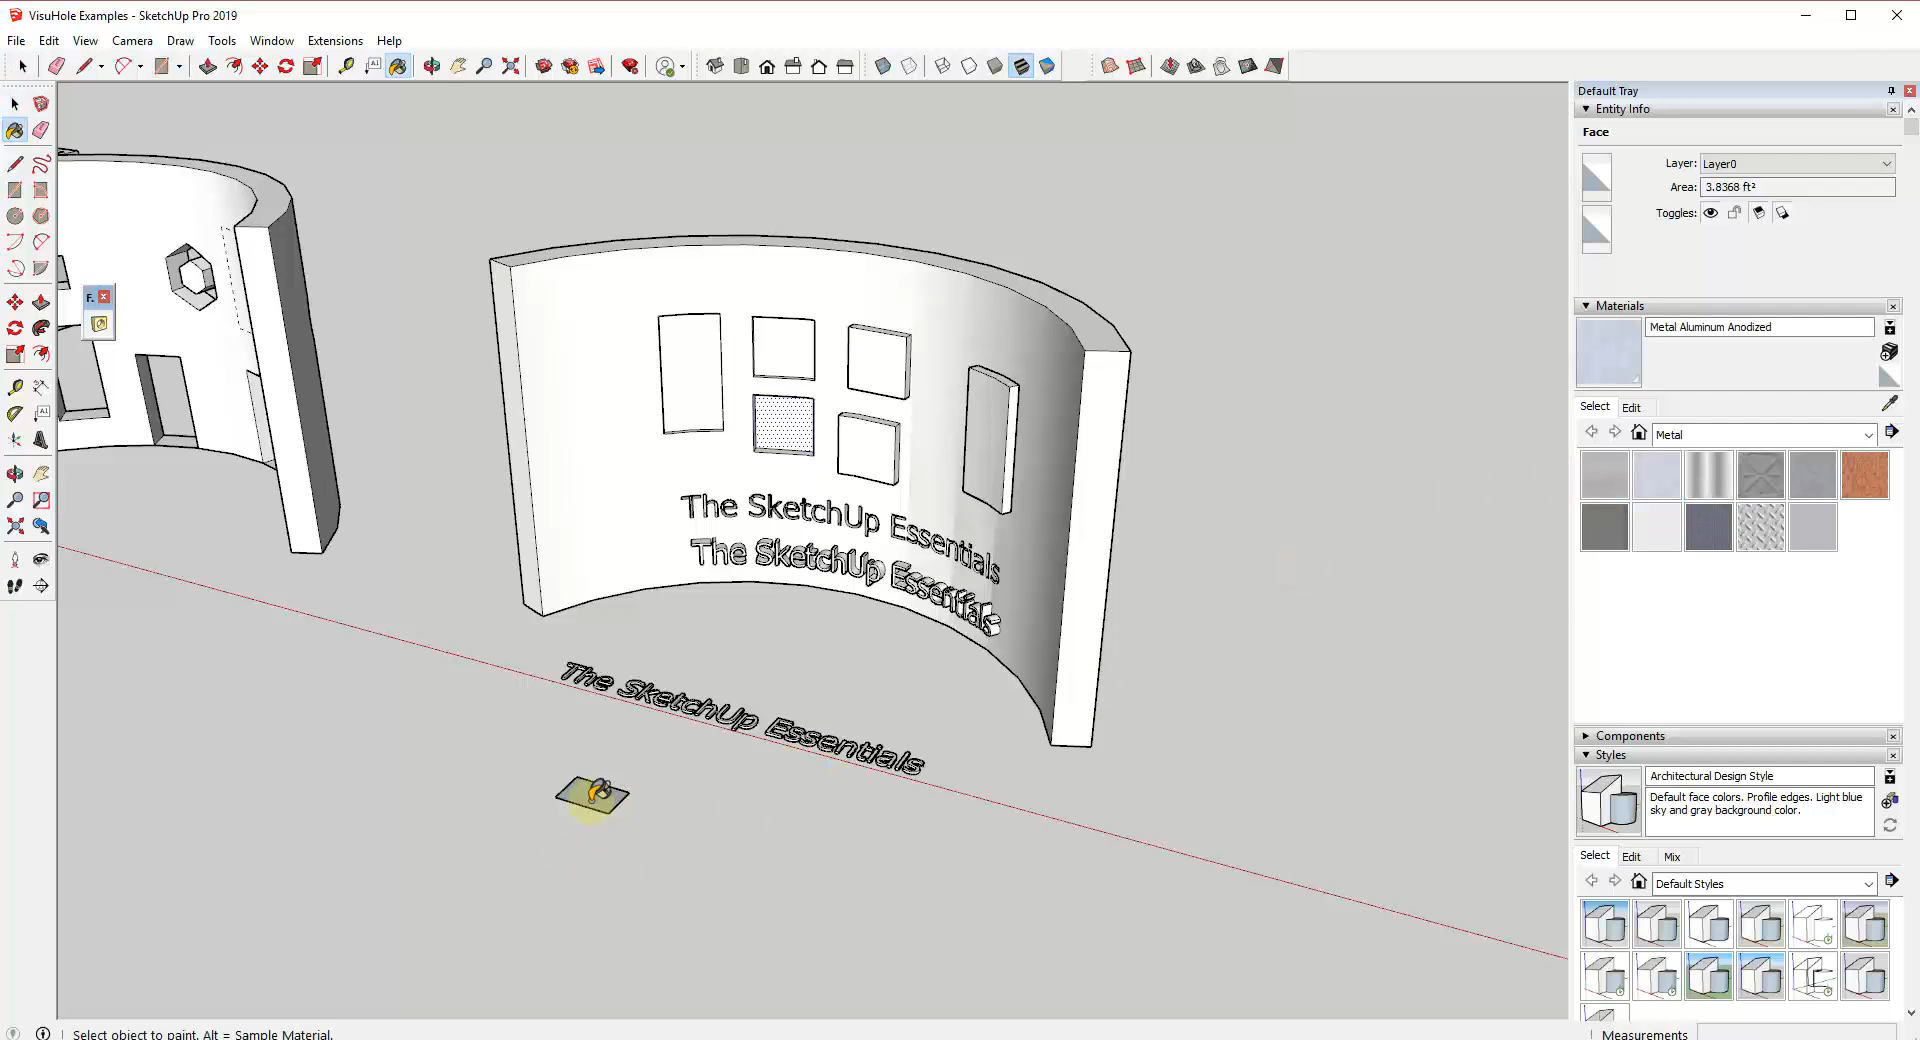 VisuHole Examples - SketchUp Pro 2019
File Edit View Camera Draw Tools Window Extensions Help
Default Tray
Entity Info
Face
Layer: Layer0
Area: 3.8368 ft²
Toggles:
F.
Materials
Metal Aluminum Anodized
Select Edit
Metal
The SketchUp Essentials
The SketchUp Essentials
The SketchUp Essentials
Components
Styles
Architectural Design Style
Default face colors. Profile edges. Light blue
sky and gray background color.
Select Edit Mix
Default Styles
Select object to paint. Alt = Sample Material.
Measurements